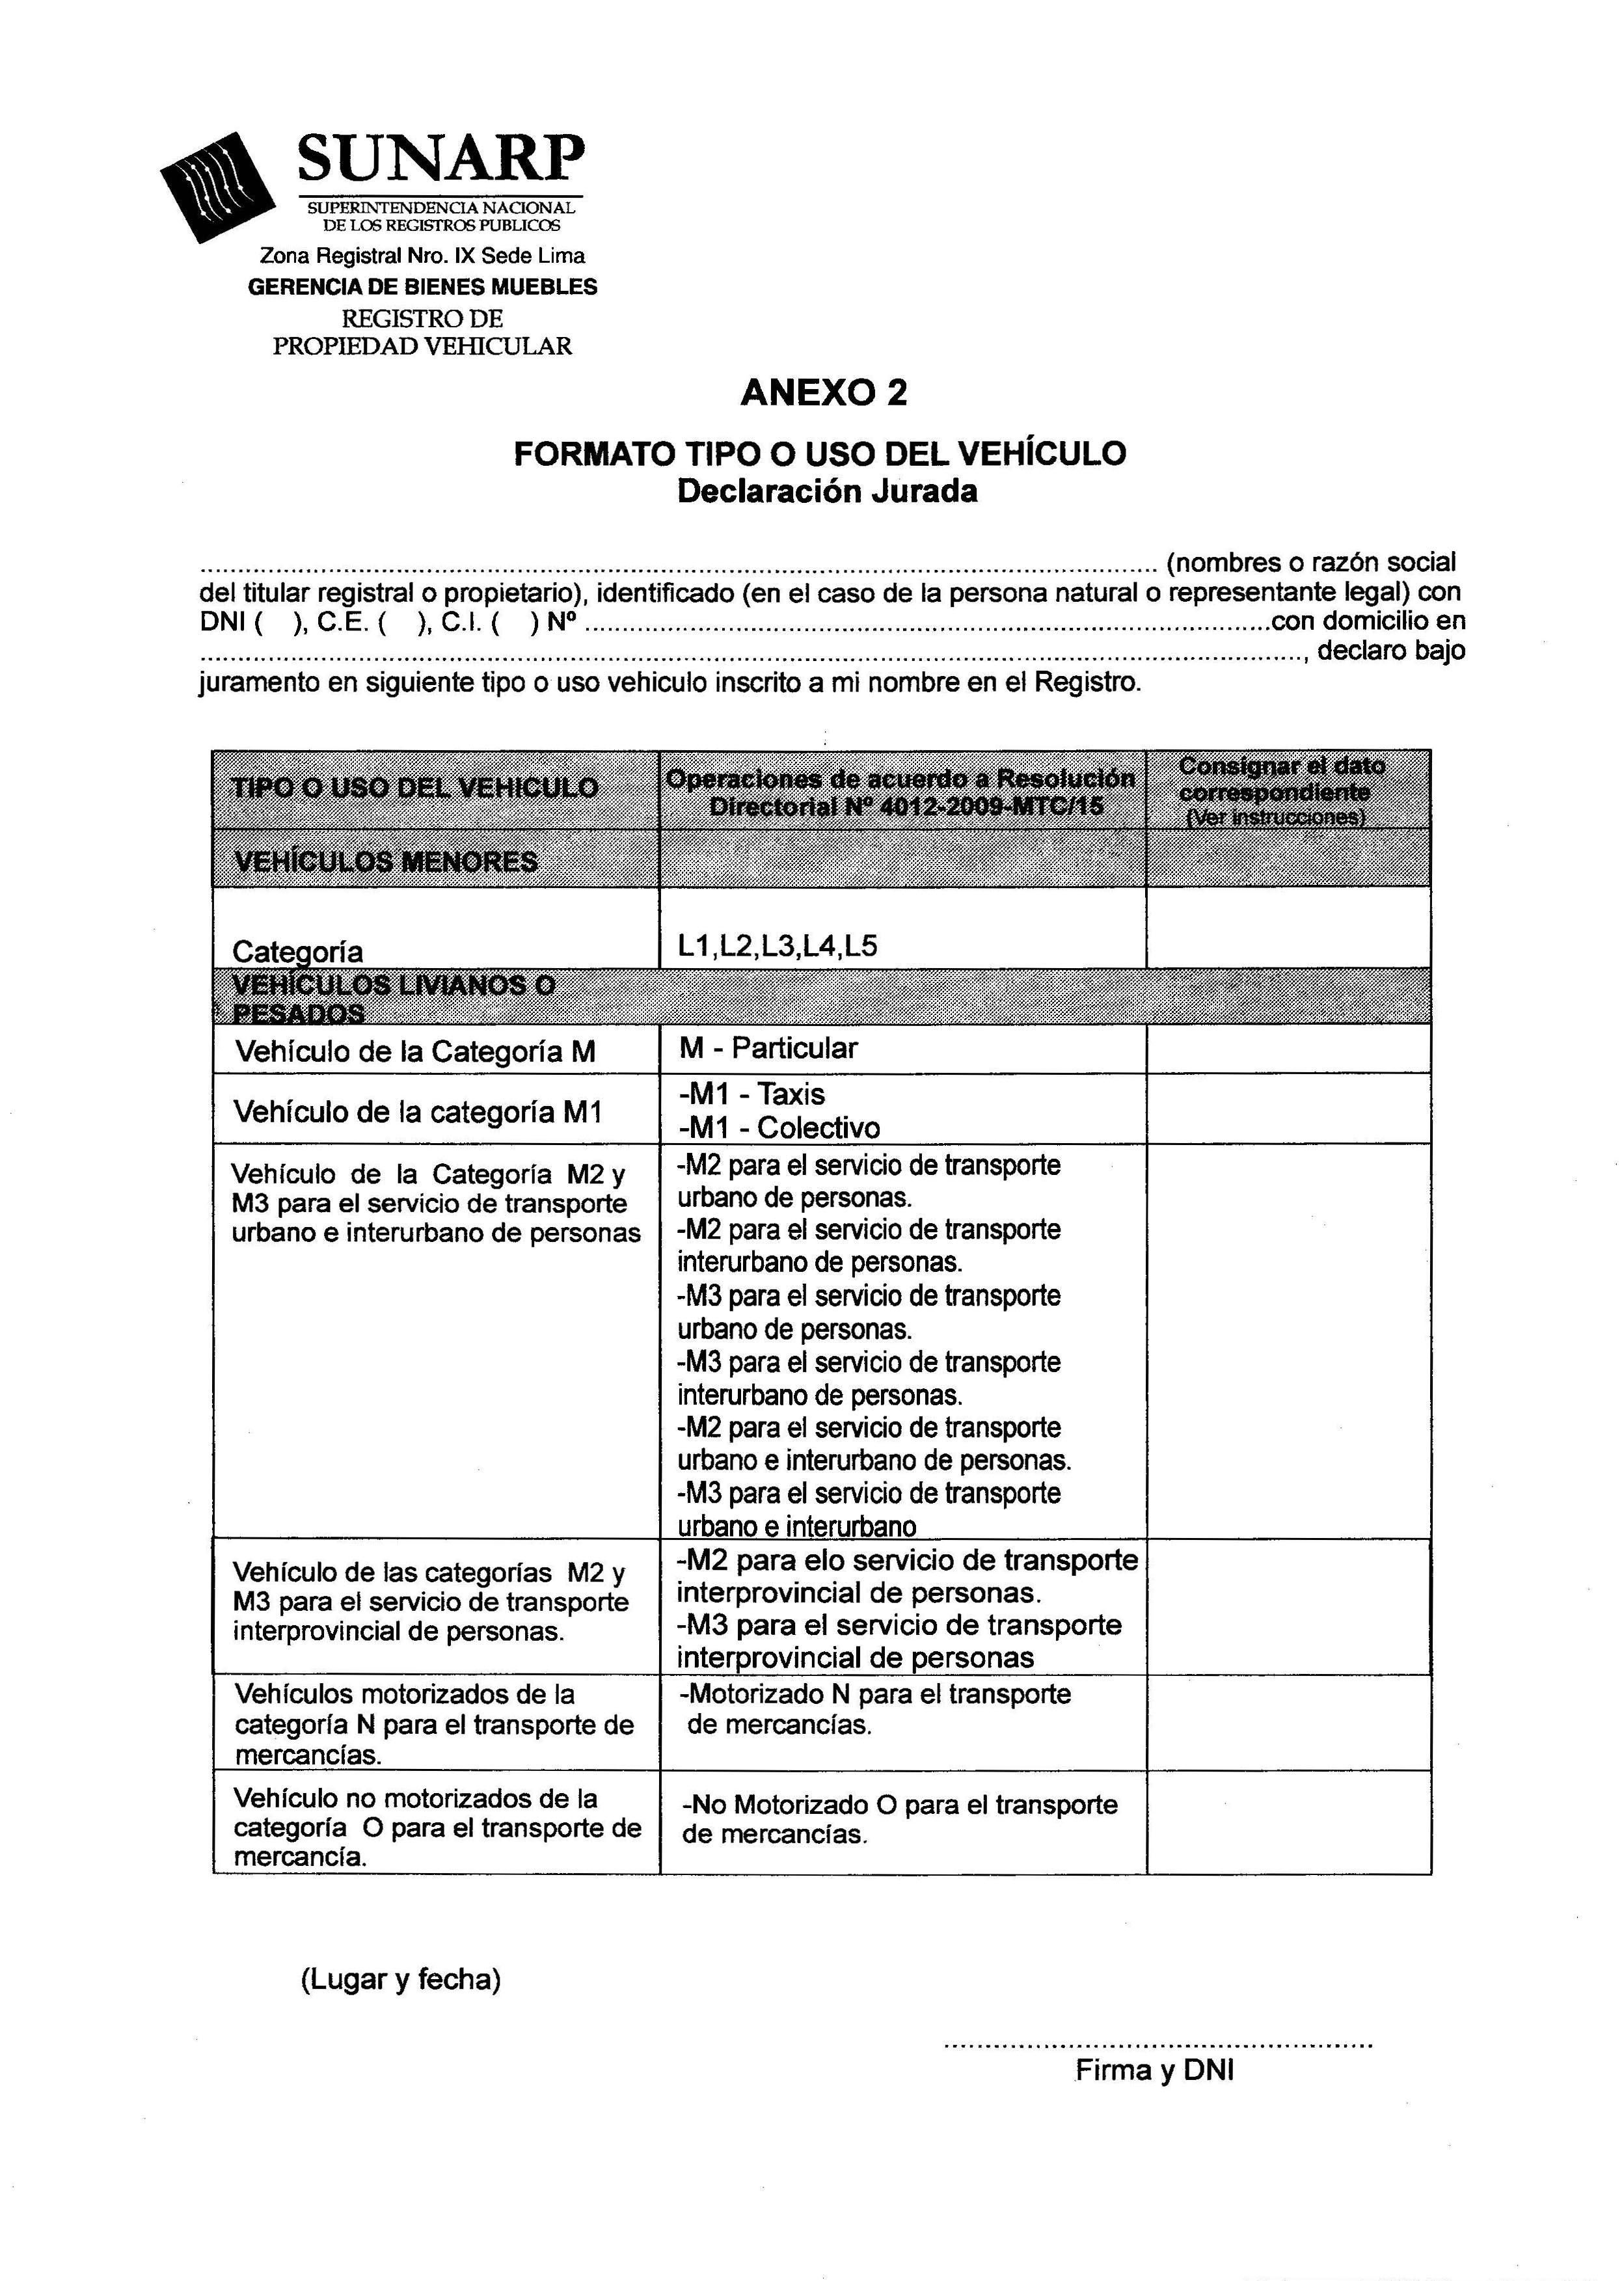 SUNARP
SUPERINTENDENCIA NACIONAL
DE LOS REGISTROS PUBLICOS
Zona Registral Nro. IX Sede Lima
GERENCIA DE BIENES MUEBLES
REGISTRO DE
PROPIEDAD VEHICULAR
ANEXO 2
FORMATO TIPO O USO DEL VEHÍCULO
Declaración Jurada
.................................................................................................................. (nombres o razón social
del titular registral o propietario), identificado (en el caso de la persona natural o representante legal) con
DNI (   ), C.E. (   ), C.I. (   ) Nº ..........................................................................................con domicilio en
................................................................................................................................................., declaro bajo
juramento en siguiente tipo o uso vehiculo inscrito a mi nombre en el Registro.
TIPO O USO DEL VEHICULO
Operaciones de acuerdo a Resolución
Directorial Nº 4012-2009-MTC/15
Consignar el dato
correspondiente
(Ver instrucciones)
VEHÍCULOS MENORES
Categoría
L1,L2,L3,L4,L5
VEHÍCULOS LIVIANOS O
PESADOS
Vehículo de la Categoría M
M - Particular
Vehículo de la categoría M1
-M1 - Taxis
-M1 - Colectivo
Vehículo de la Categoría M2 y
M3 para el servicio de transporte
urbano e interurbano de personas
-M2 para el servicio de transporte
urbano de personas.
-M2 para el servicio de transporte
interurbano de personas.
-M3 para el servicio de transporte
urbano de personas.
-M3 para el servicio de transporte
interurbano de personas.
-M2 para el servicio de transporte
urbano e interurbano de personas.
-M3 para el servicio de transporte
urbano e interurbano
Vehículo de las categorías M2 y
M3 para el servicio de transporte
interprovincial de personas.
-M2 para elo servicio de transporte
interprovincial de personas.
-M3 para el servicio de transporte
interprovincial de personas
Vehículos motorizados de la
categoría N para el transporte de
mercancías.
-Motorizado N para el transporte
de mercancías.
Vehículo no motorizados de la
categoría O para el transporte de
mercancía.
-No Motorizado O para el transporte
de mercancías.
(Lugar y fecha)
......................................................
Firma y DNI